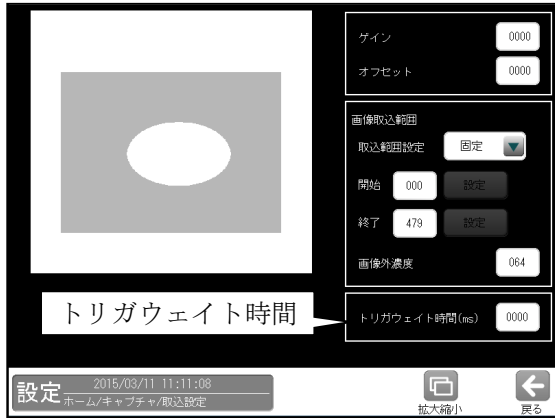 ゲイン 0000
オフセット 0000
画像取込範囲
取込範囲設定 固定
開始 000 設定
終了 479 設定
画像外濃度 064
トリガウェイト時間
トリガウェイト時間(ms) 0000
設定 2015/03/11 11:11:08
ホーム/キャプチャ/取込設定
拡大縮小 戻る